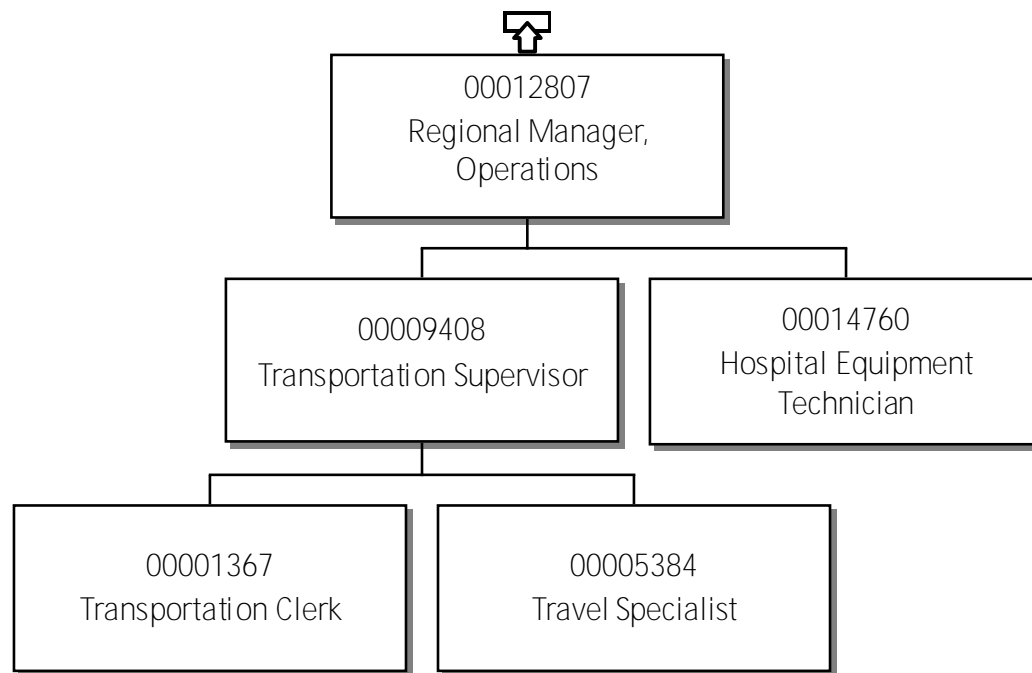 00012807
Regional Manager,
Operations
00009408
Transportation Supervisor
00014760
Hospital Equipment
Technician
00001367
Transportation Clerk
00005384
Travel Specialist